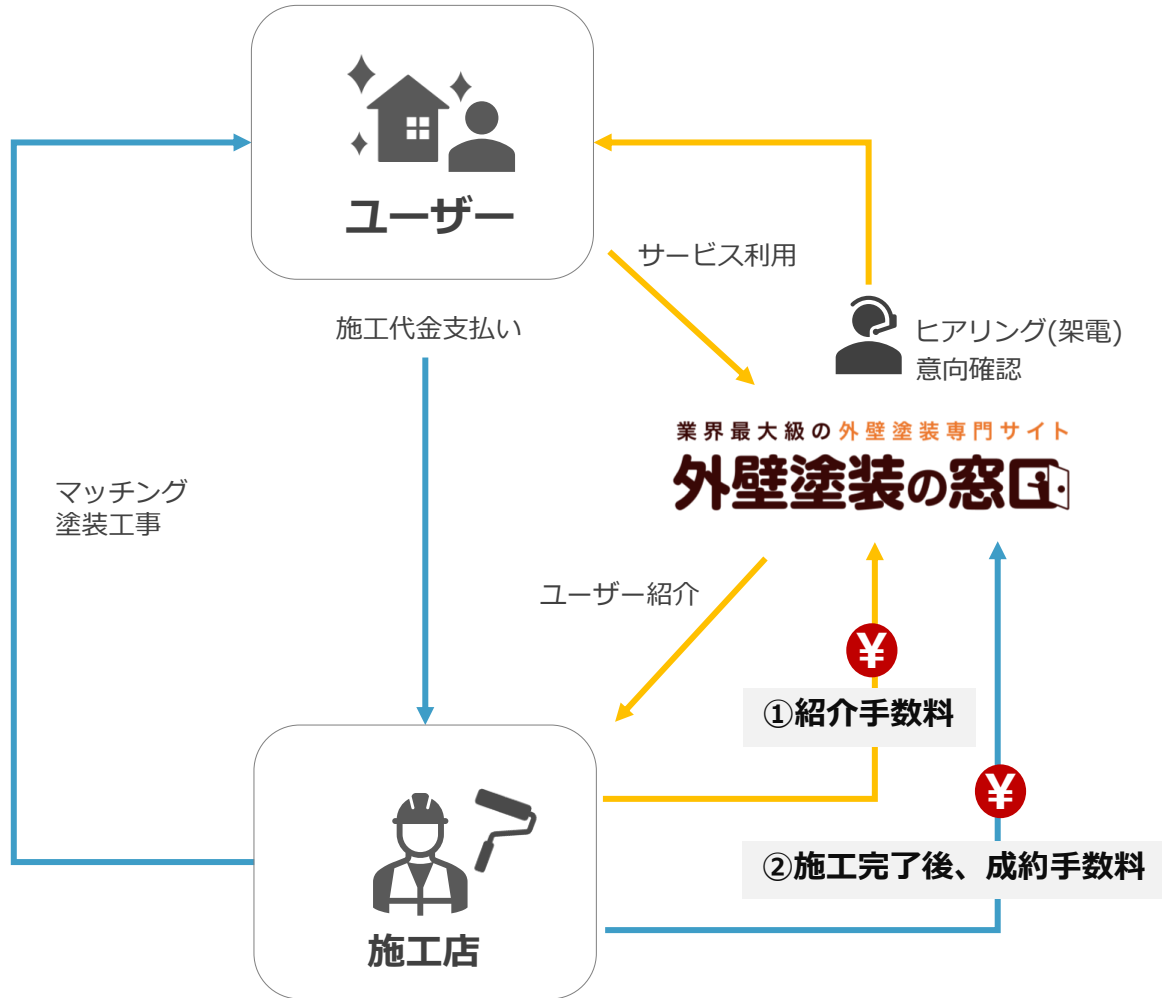 ユーザー
サービス利用
施工代金支払い
ヒアリング(架電)
意向確認
業界最大級の外壁塗装専門サイト
外壁塗装の窓口
マッチング
塗装工事
ユーザー紹介
¥
①紹介手数料
¥
②施工完了後、成約手数料
施工店